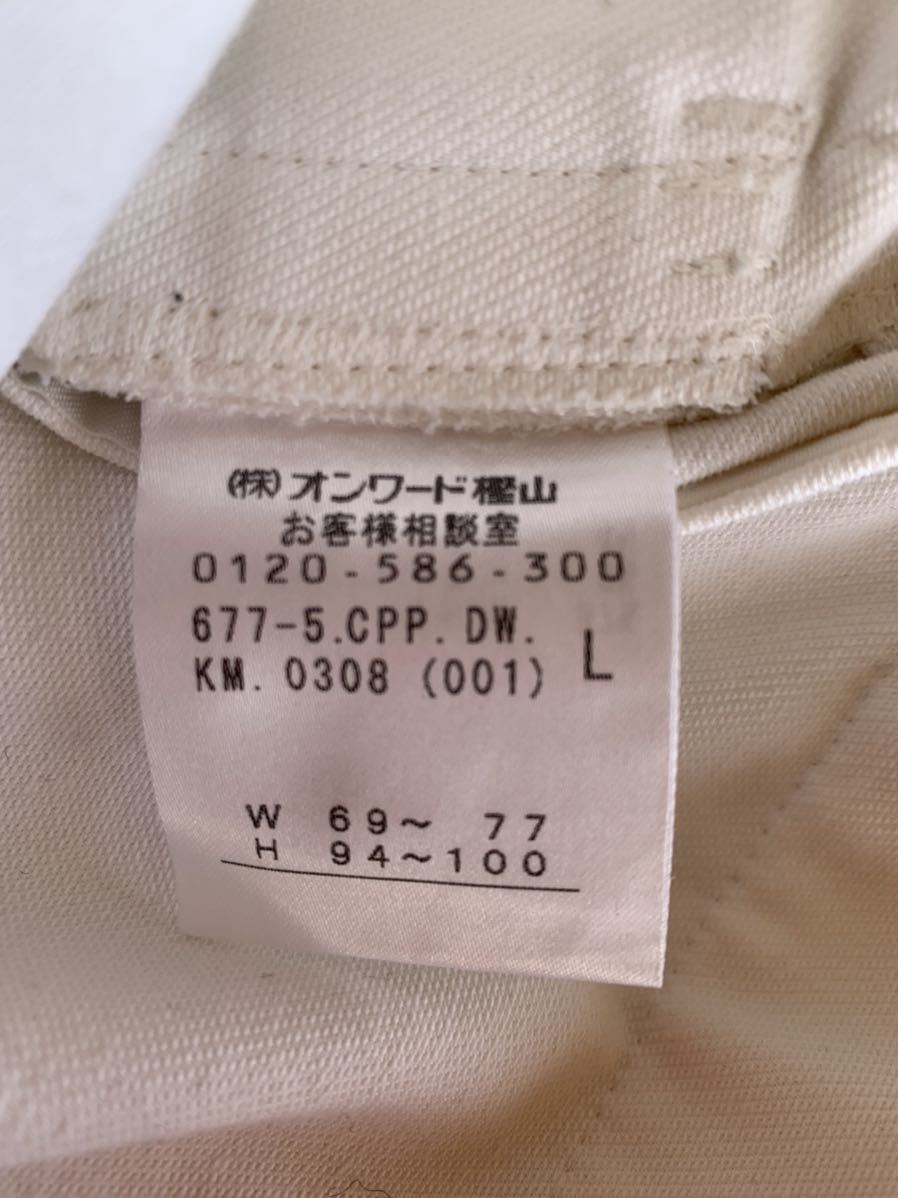 (株)オンワード樫山
お客様相談室
0120-586-300
677-5.CPP.DW.
KM.0308 (001) L
W 69～ 77
H 94～100